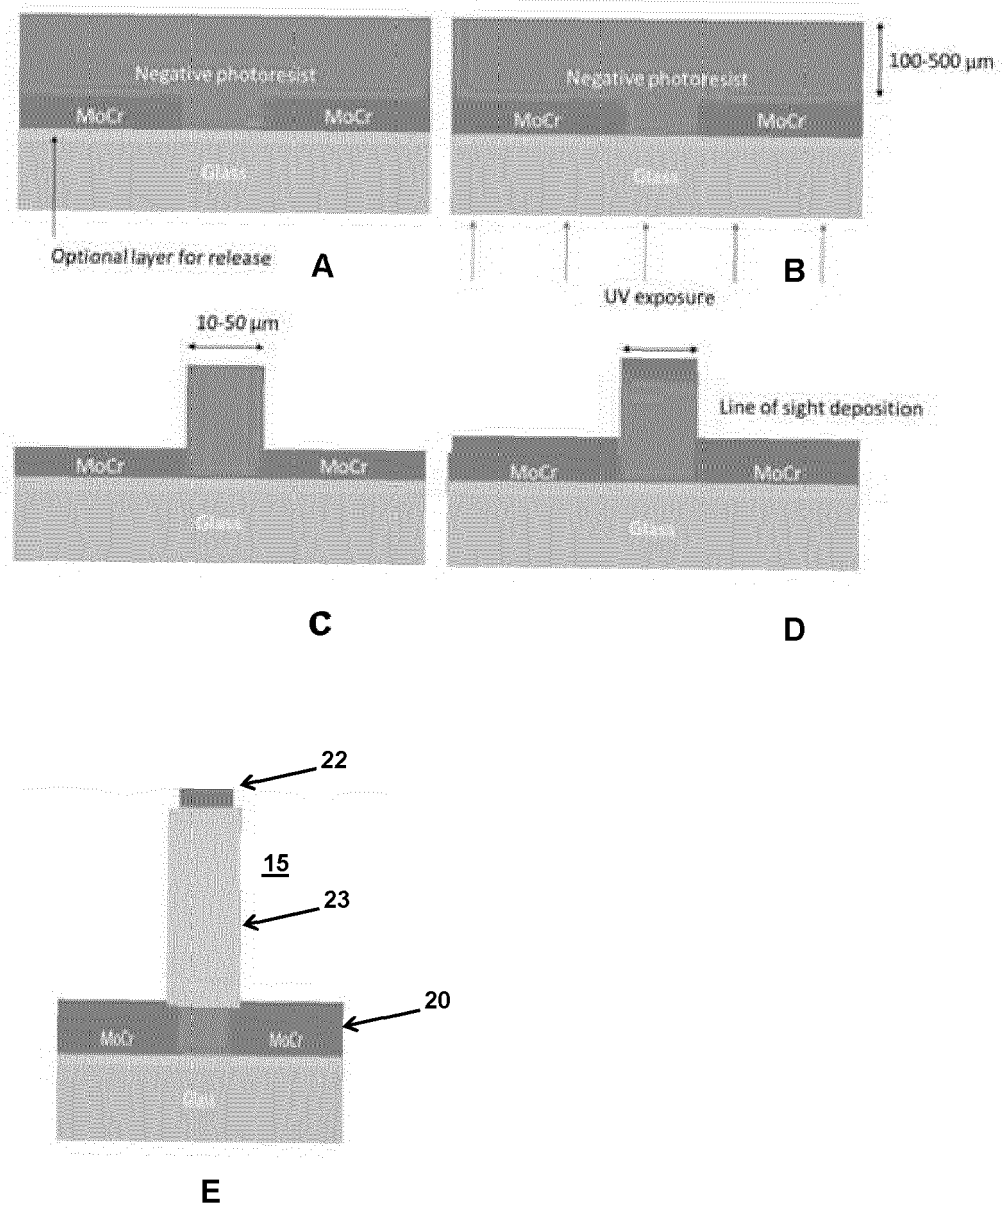 Negative photoresist
MoCr MoCr
Glass
Optional layer for release
A
Negative photoresist
100-500 µm
MoCr MoCr
Glass
B
UV exposure
10-50 µm
MoCr MoCr
Glass
C
Line of sight deposition
MoCr MoCr
Glass
D
22
15
23
20
MoCr MoCr
Glass
E